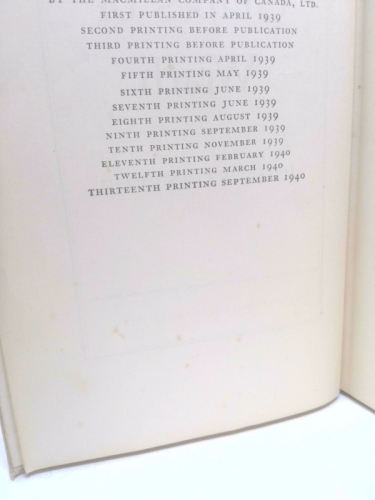 BY THE MACMILLAN COMPANY OF CANADA, LTD.
FIRST PUBLISHED IN APRIL 1939
SECOND PRINTING BEFORE PUBLICATION
THIRD PRINTING BEFORE PUBLICATION
FOURTH PRINTING APRIL 1939
FIFTH PRINTING MAY 1939
SIXTH PRINTING JUNE 1939
SEVENTH PRINTING JUNE 1939
EIGHTH PRINTING AUGUST 1939
NINTH PRINTING SEPTEMBER 1939
TENTH PRINTING NOVEMBER 1939
ELEVENTH PRINTING FEBRUARY 1940
TWELFTH PRINTING MARCH 1940
THIRTEENTH PRINTING SEPTEMBER 1940